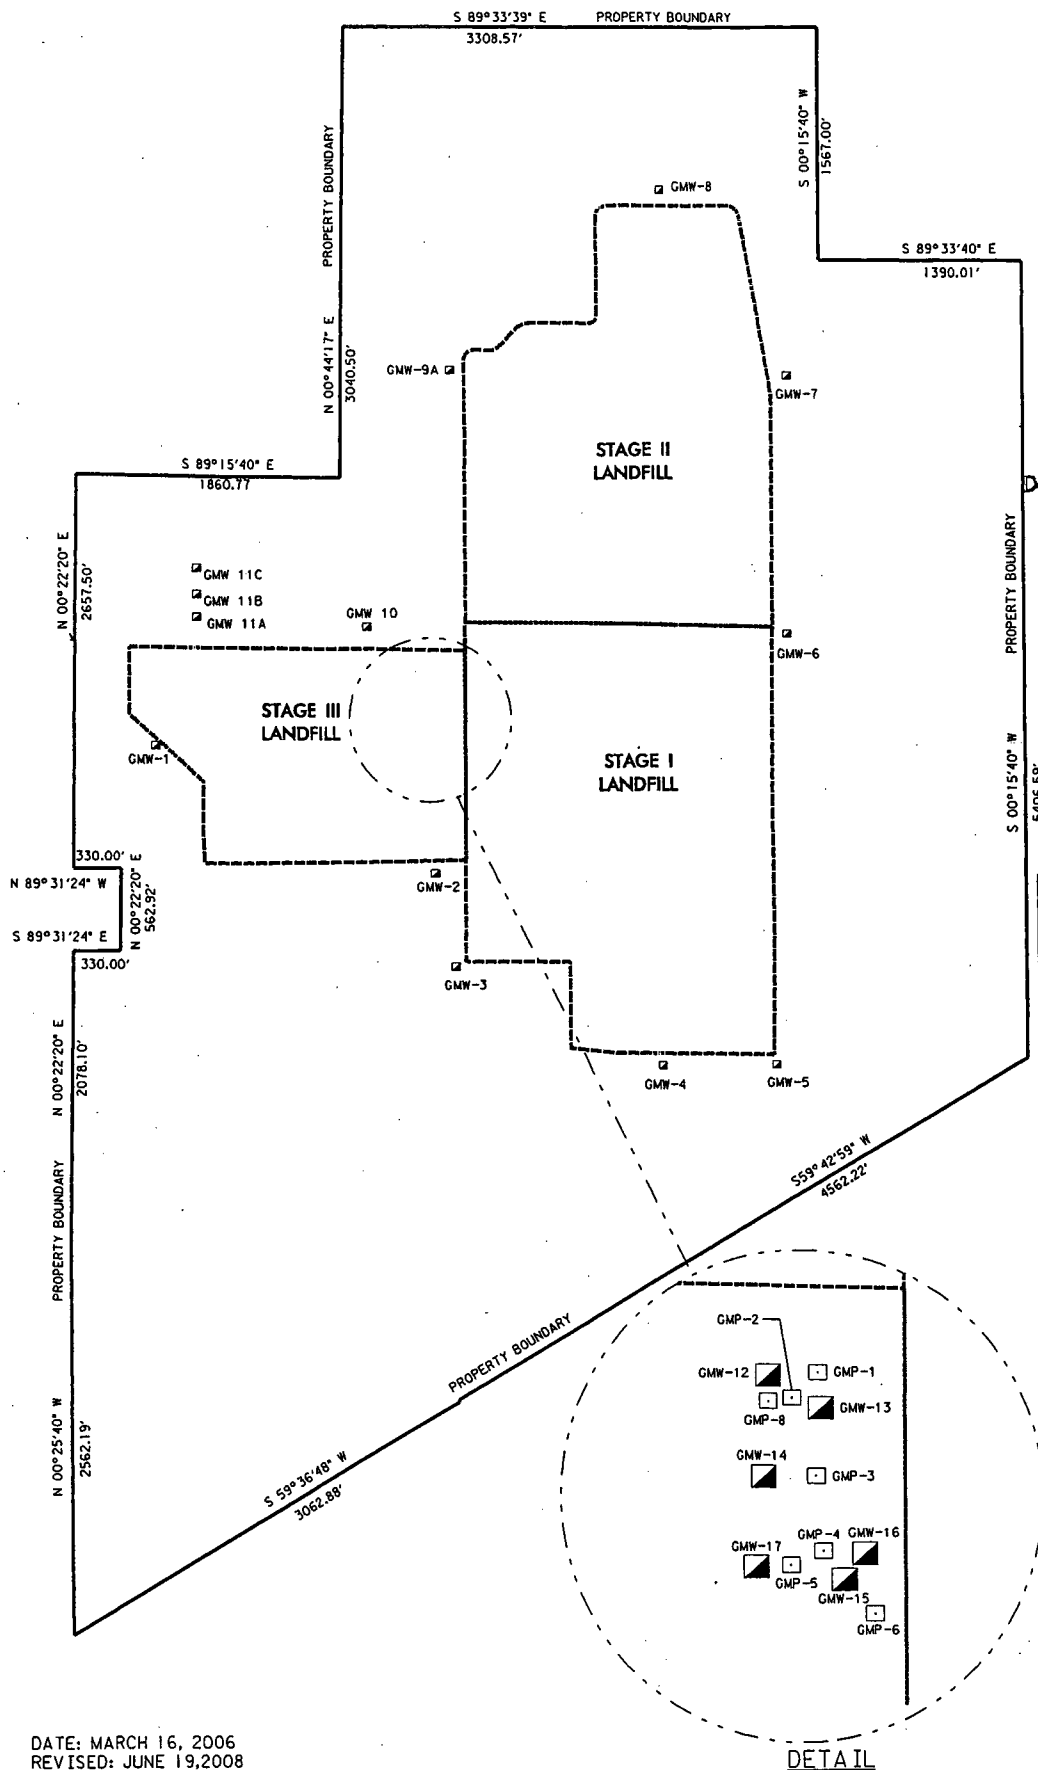 S 89°33'39" E PROPERTY BOUNDARY
3308.57'
S 00°15'40" W
1567.00'
PROPERTY BOUNDARY
N 00°44'17" E
3040.50'
GMW-8
S 89°33'40" E
1390.01'
GMW-9A
GMW-7
STAGE II
LANDFILL
S 89°15'40" E
1860.77
N 00°22'20" E
2657.50'
GMW 11C
GMW 11B
GMW 11A
GMW 10
GMW-6
PROPERTY BOUNDARY
S 00°15'40" W
5406.59'
STAGE III
LANDFILL
GMW-1
STAGE I
LANDFILL
330.00'
N 89°31'24" W
N 00°22'20" E
562.92'
S 89°31'24" E
330.00'
GMW-2
GMW-3
GMW-4
GMW-5
N 00°22'20" E
2078.10'
PROPERTY BOUNDARY
S59°42'59" W
4562.22'
PROPERTY BOUNDARY
N 00°25'40" W
2562.19'
S 59°36'48" W
3062.88'
GMP-2
GMW-12
GMP-1
GMP-8
GMW-13
GMW-14
GMP-3
GMP-4
GMW-16
GMW-17
GMP-5
GMW-15
GMP-6
DATE: MARCH 16, 2006
REVISED: JUNE 19,2008
DETAIL